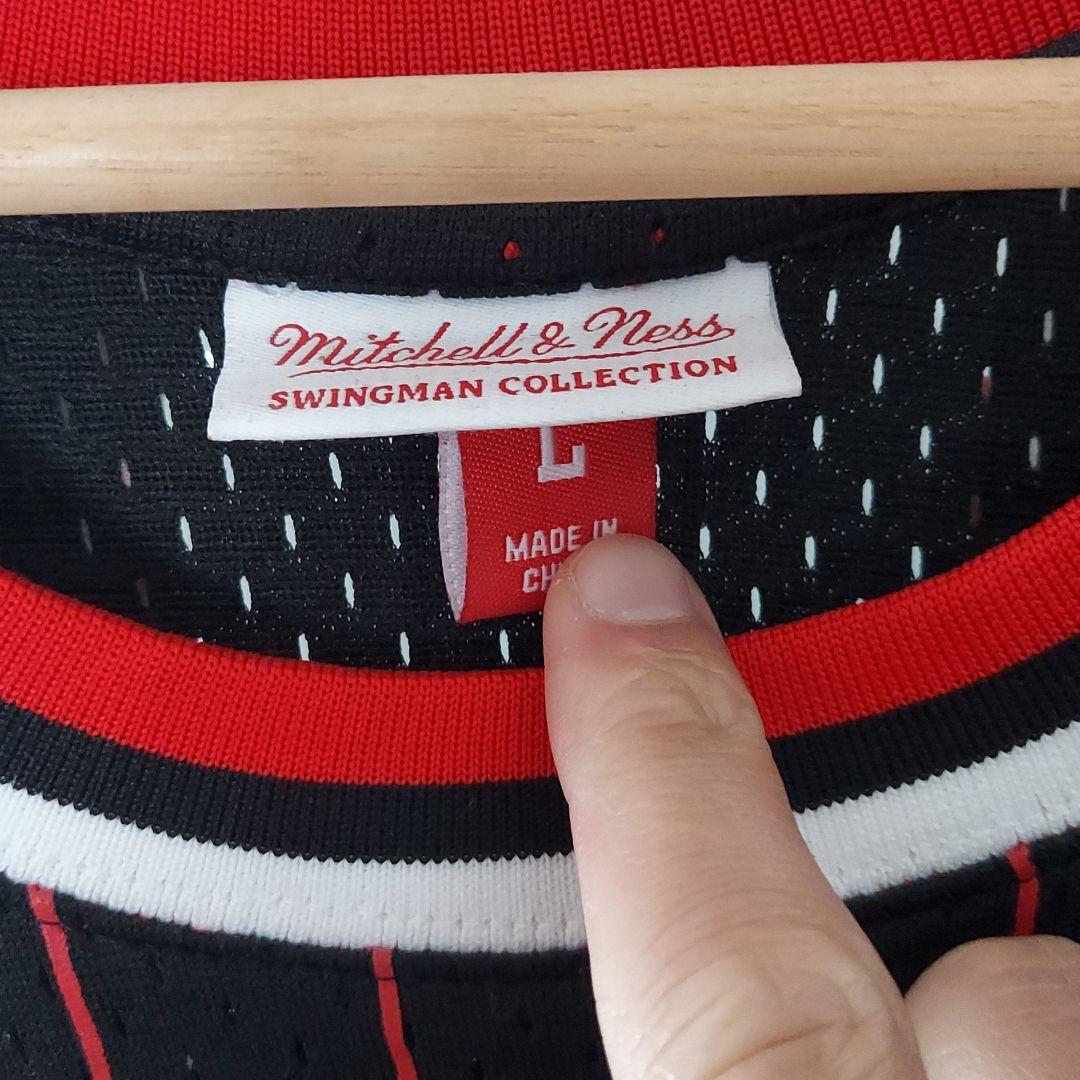 Mitchell & Ness
SWINGMAN COLLECTION
L
MADE IN